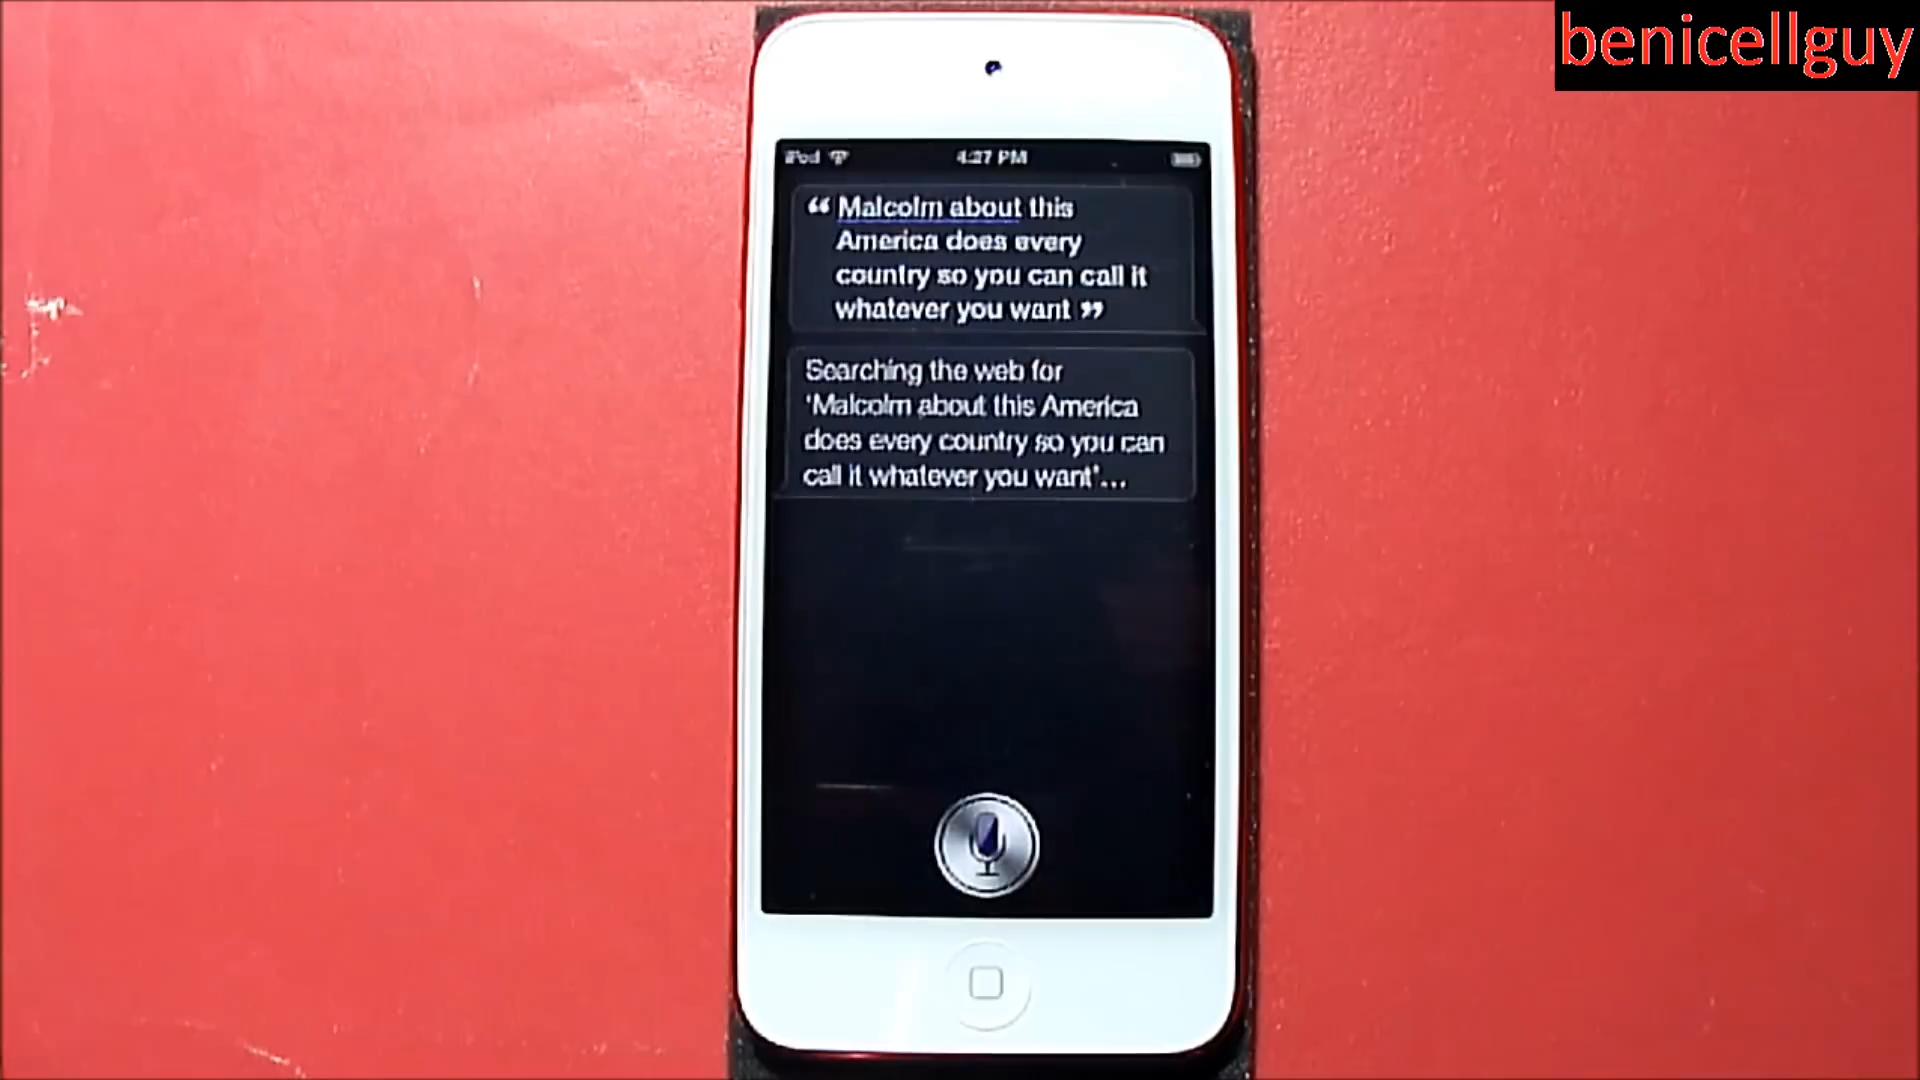 benicellguy
iPod
4:27 PM
“ Malcolm about this
America does every
country so you can call it
whatever you want ”
Searching the web for
‘Malcolm about this America
does every country so you can
call it whatever you want’...